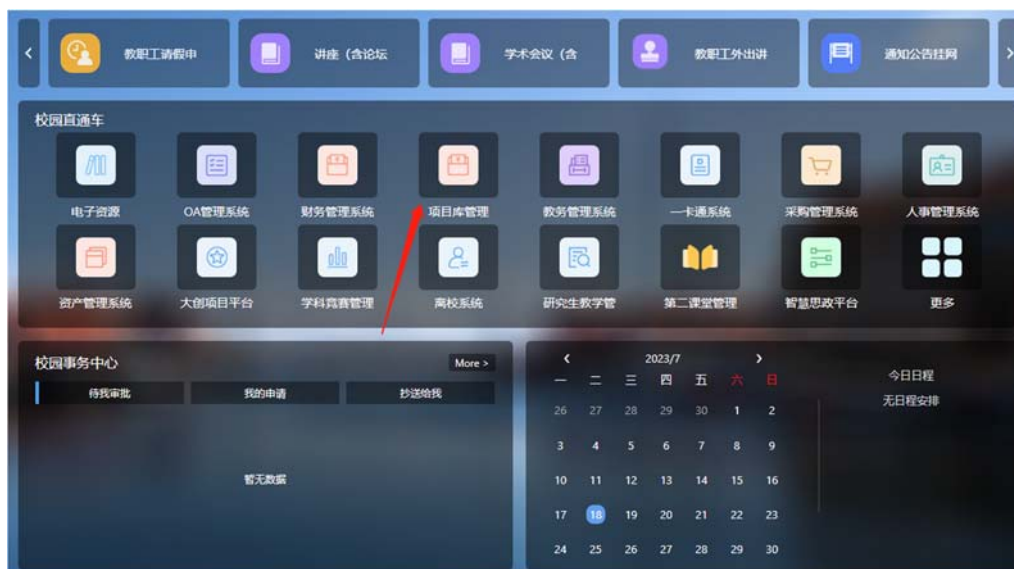 教职工请假申
讲座（含论坛
学术会议（含
教职工外出讲
通知公告挂网
校园直通车
电子资源
OA管理系统
财务管理系统
项目库管理
教务管理系统
一卡通系统
采购管理系统
人事管理系统
资产管理系统
大创项目平台
学科竞赛管理
离校系统
研究生教学管
第二课堂管理
智慧思政平台
更多
校园事务中心
More >
待我审批
我的申请
抄送给我
暂无数据
2023/7
一 二 三 四 五 六 日
26 27 28 29 30 1 2
3 4 5 6 7 8 9
10 11 12 13 14 15 16
17 18 19 20 21 22 23
24 25 26 27 28 29 30
今日日程
无日程安排